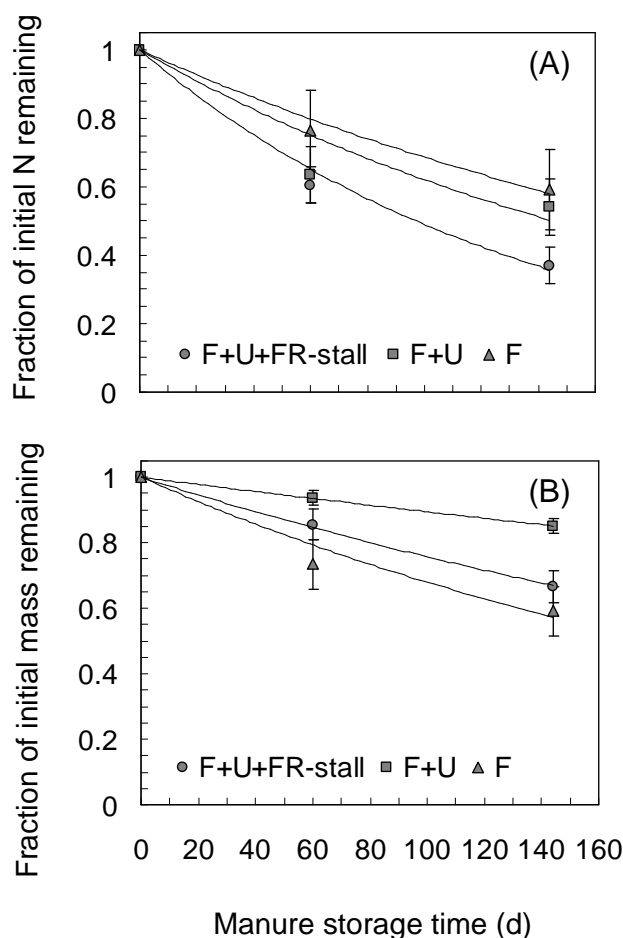 Fraction of initial N remaining
1
0.8
0.6
0.4
0.2
0
(A)
F+U+FR-stall F+U F
Fraction of initial mass remaining
1
0.8
0.6
0.4
0.2
0
(B)
F+U+FR-stall F+U F
0 20 40 60 80 100 120 140 160
Manure storage time (d)